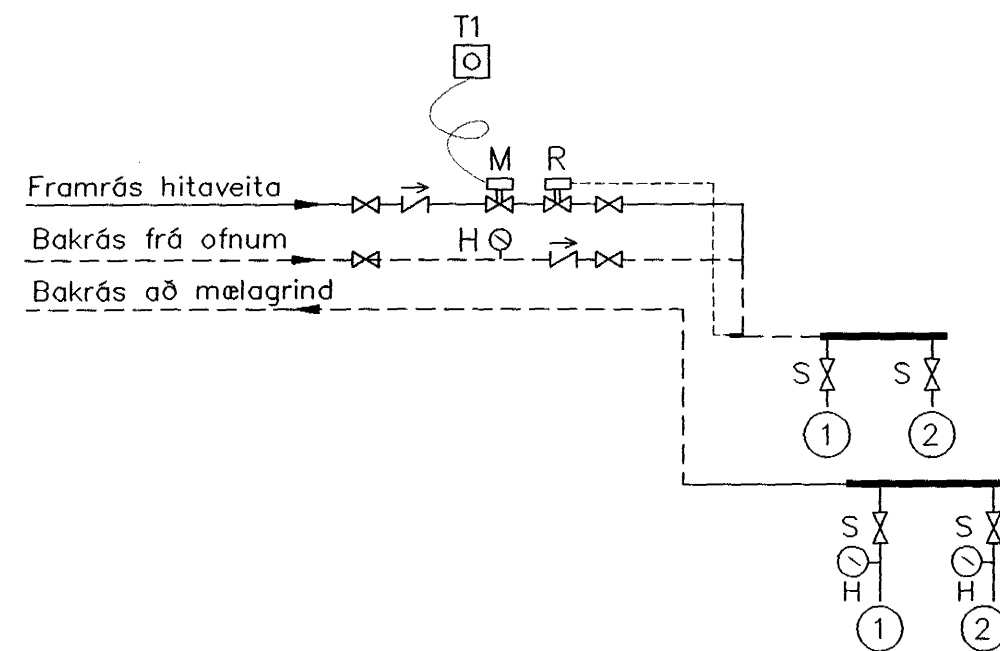 T1
M R
Framrás hitaveita
Bakrás frá ofnum
H
Bakrás að mælagrind
S S
1 2
S S
H H
1 2